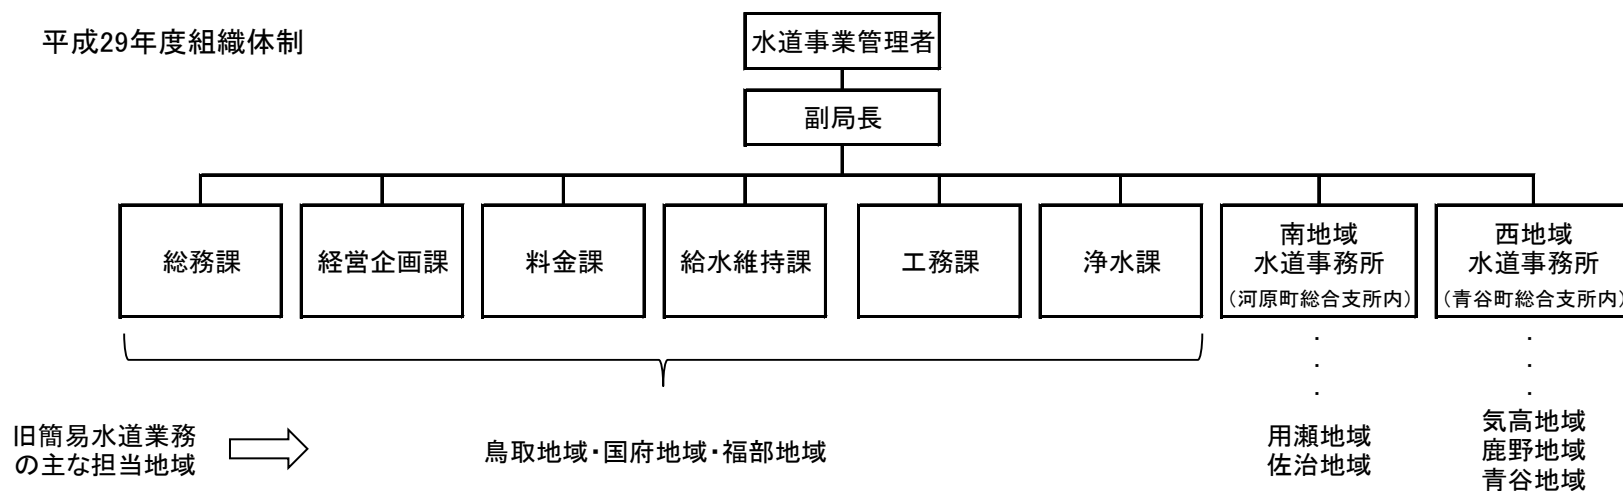 平成29年度組織体制
水道事業管理者
副局長
総務課
経営企画課
料金課
給水維持課
工務課
浄水課
南地域
水道事務所
(河原町総合支所内)
西地域
水道事務所
(青谷町総合支所内)
旧簡易水道業務
の主な担当地域
鳥取地域・国府地域・福部地域
用瀬地域
佐治地域
気高地域
鹿野地域
青谷地域